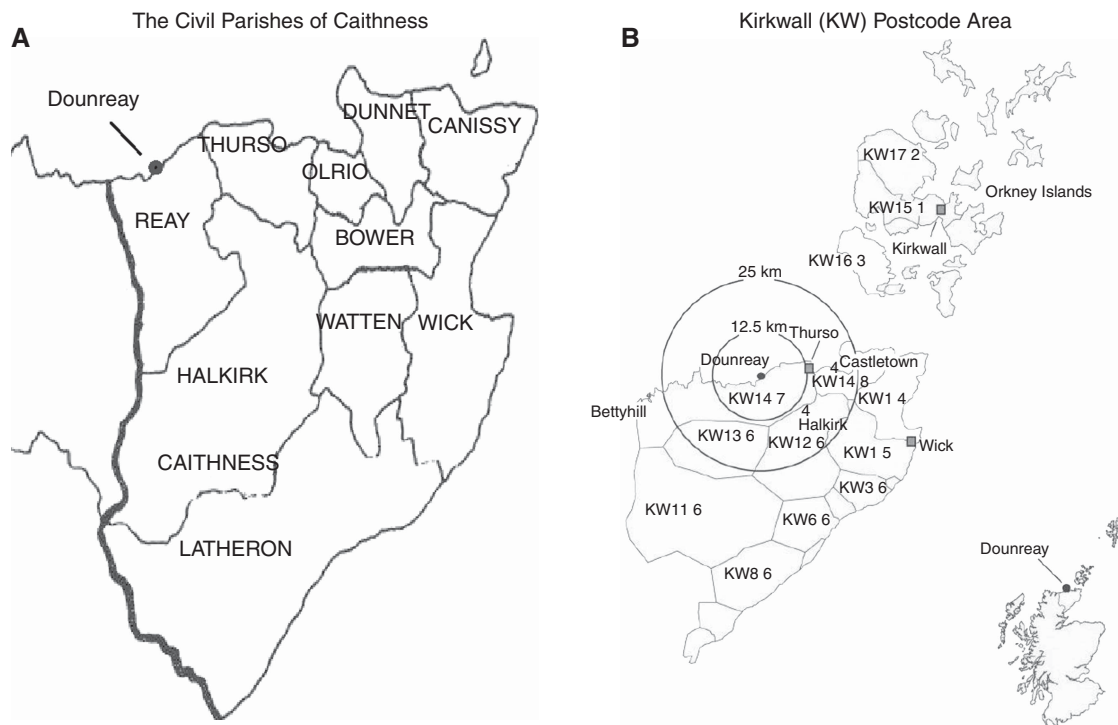 The Civil Parishes of Caithness
A
Dounreay
DUNNET
CANISSY
THURSO
OLRIO
REAY
BOWER
WATTEN
WICK
HALKIRK
CAITHNESS
LATHERON
Kirkwall (KW) Postcode Area
B
KW17 2
Orkney Islands
KW15 1
Kirkwall
KW16 3
25 km
12.5 km
Thurso
Dounreay
4
Castletown
KW14 8
KW14 7
KW1 4
Bettyhill
4
Halkirk
KW13 6
KW12 6
Wick
KW1 5
KW3 6
KW11 6
KW6 6
KW8 6
Dounreay